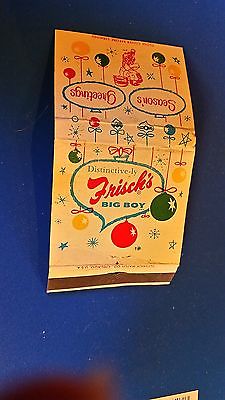 Season's
Greetings
Distinctive-ly
Frisch's
BIG BOY